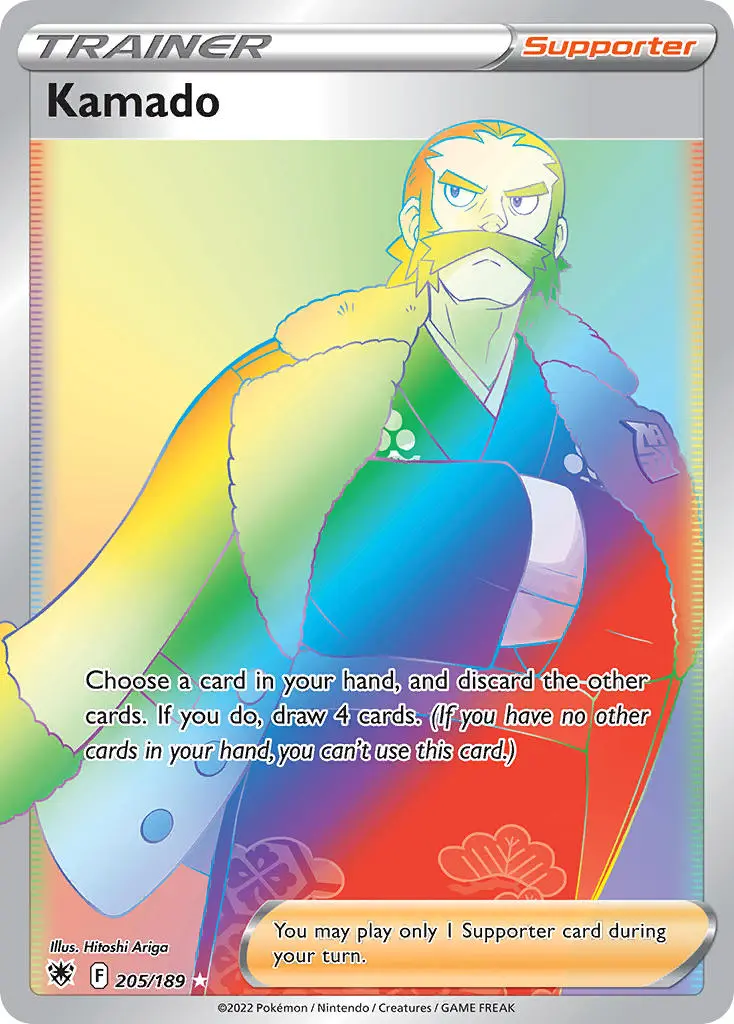 TRAINER
Supporter
Kamado
Choose a card in your hand, and discard the other
cards. If you do, draw 4 cards. (If you have no other
cards in your hand, you can't use this card.)
You may play only 1 Supporter card during
your turn.
Illus. Hitoshi Ariga
F 205/189 ★
©2022 Pokémon / Nintendo / Creatures / GAME FREAK